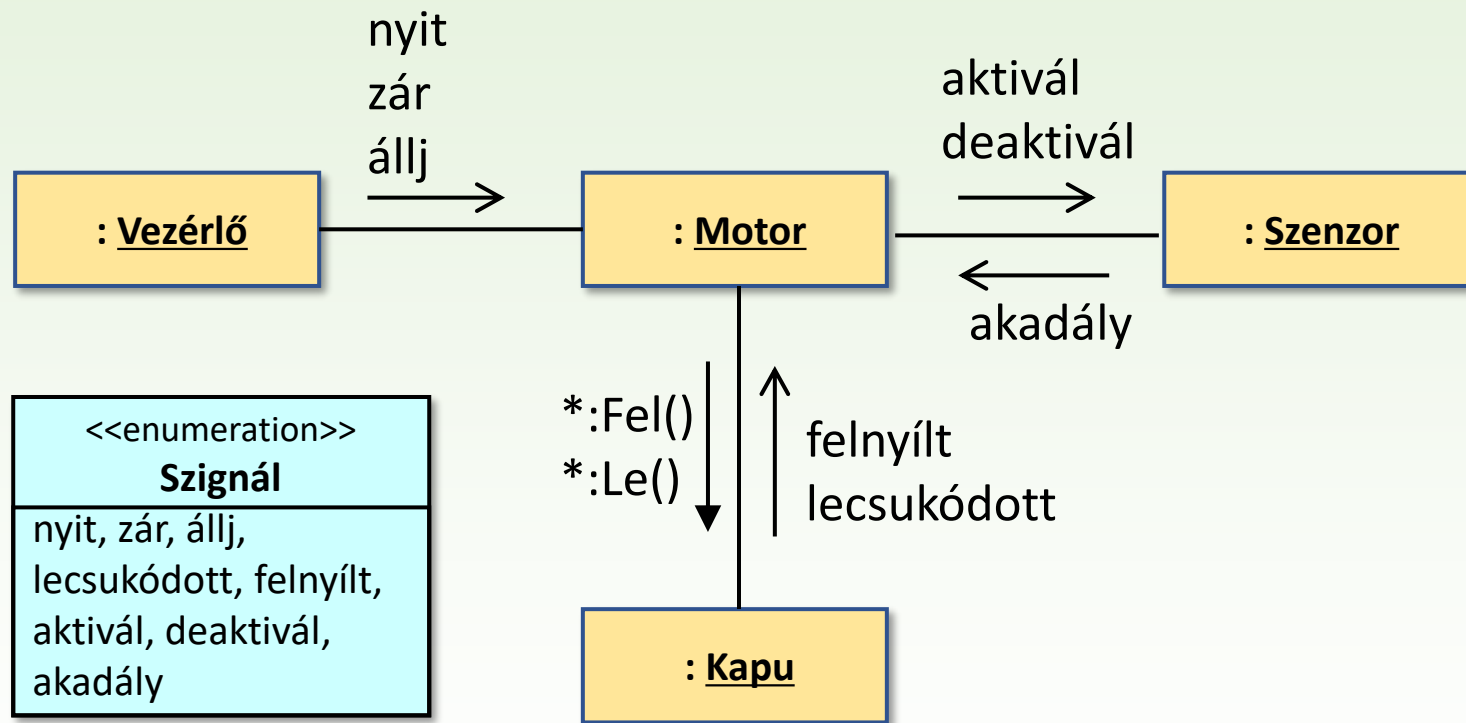 nyit
zár
állj
aktivál
deaktivál
: Vezérlő
: Motor
: Szenzor
akadály
*:Fel()
*:Le()
felnyílt
lecsukódott
<<enumeration>>
Szignál
nyit, zár, állj,
lecsukódott, felnyílt,
aktivál, deaktivál,
akadály
: Kapu